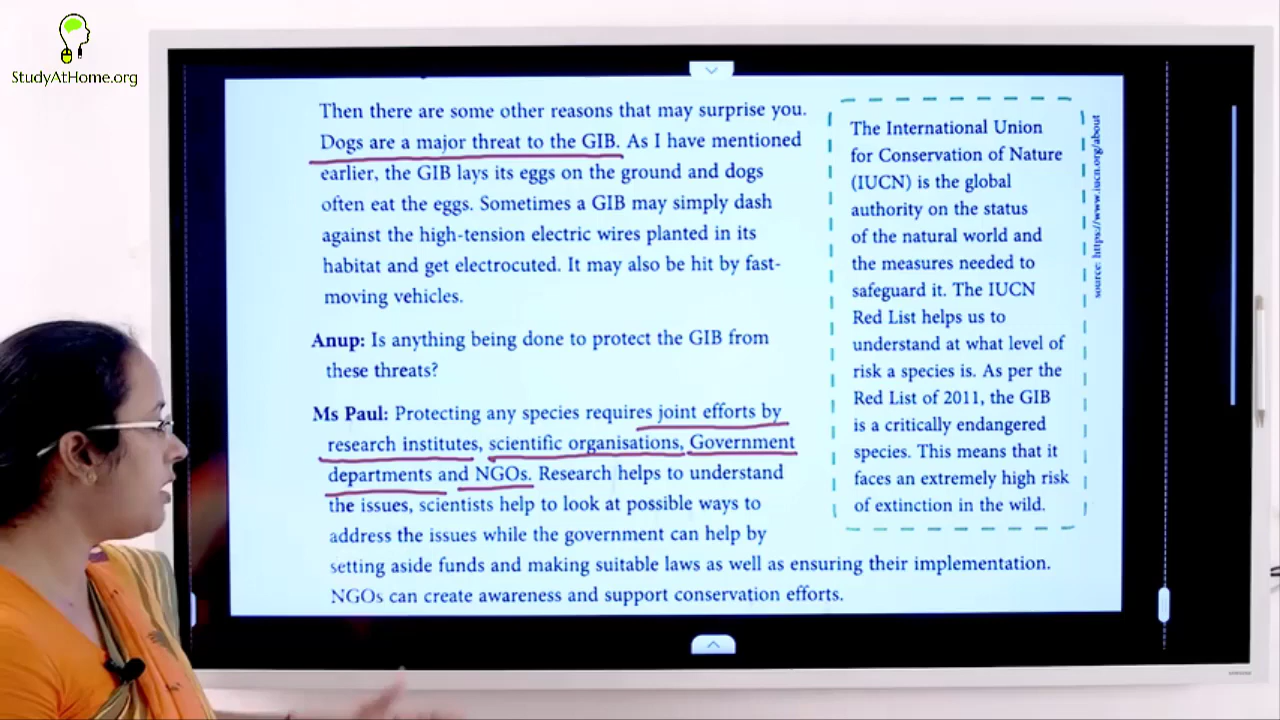 StudyAtHome.org
Then there are some other reasons that may surprise you.
Dogs are a major threat to the GIB. As I have mentioned
earlier, the GIB lays its eggs on the ground and dogs
often eat the eggs. Sometimes a GIB may simply dash
against the high-tension electric wires planted in its
habitat and get electrocuted. It may also be hit by fast-
moving vehicles.
Anup: Is anything being done to protect the GIB from
these threats?
Ms Paul: Protecting any species requires joint efforts by
research institutes, scientific organisations, Government
departments and NGOs. Research helps to understand
the issues, scientists help to look at possible ways to
address the issues while the government can help by
setting aside funds and making suitable laws as well as ensuring their implementation.
NGOs can create awareness and support conservation efforts.
The International Union
for Conservation of Nature
(IUCN) is the global
authority on the status
of the natural world and
the measures needed to
safeguard it. The IUCN
Red List helps us to
understand at what level of
risk a species is. As per the
Red List of 2011, the GIB
is a critically endangered
species. This means that it
faces an extremely high risk
of extinction in the wild.
source: https://www.iucn.org/about